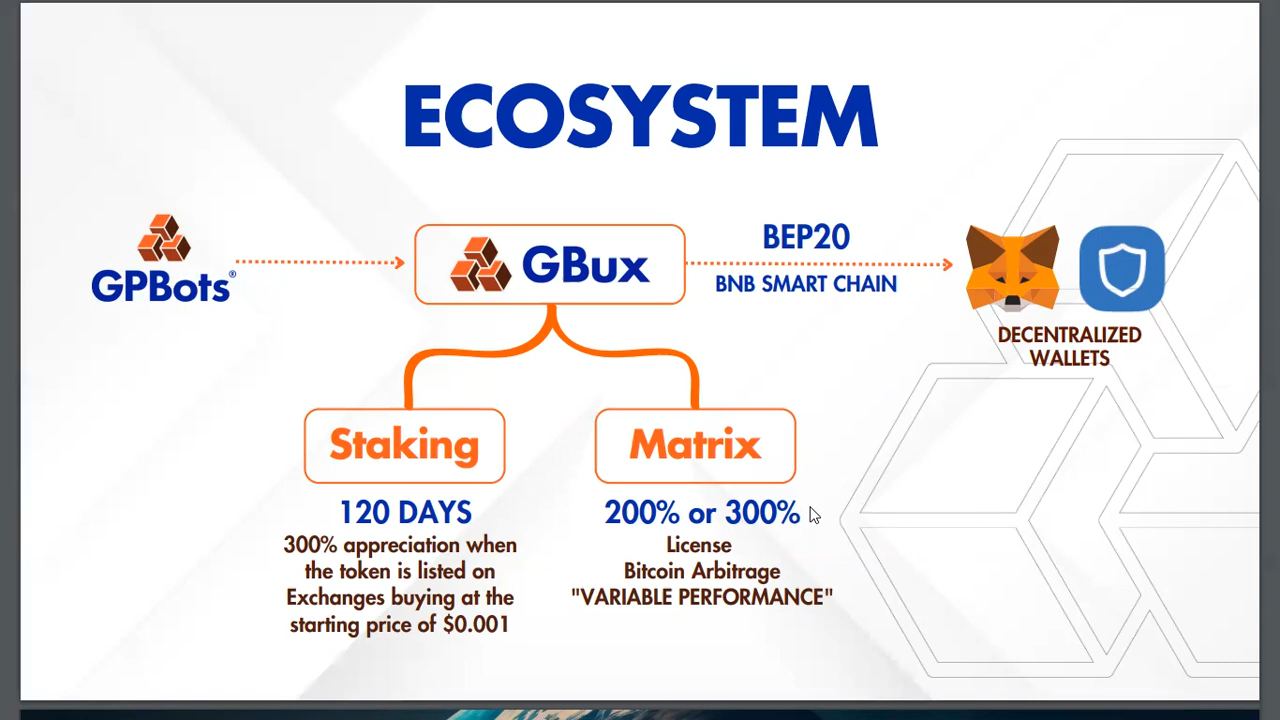 ECOSYSTEM
GPBots®
GBux
BEP20
BNB SMART CHAIN
DECENTRALIZED
WALLETS
Staking
120 DAYS
300% appreciation when
the token is listed on
Exchanges buying at the
starting price of $0.001
Matrix
200% or 300%
License
Bitcoin Arbitrage
"VARIABLE PERFORMANCE"